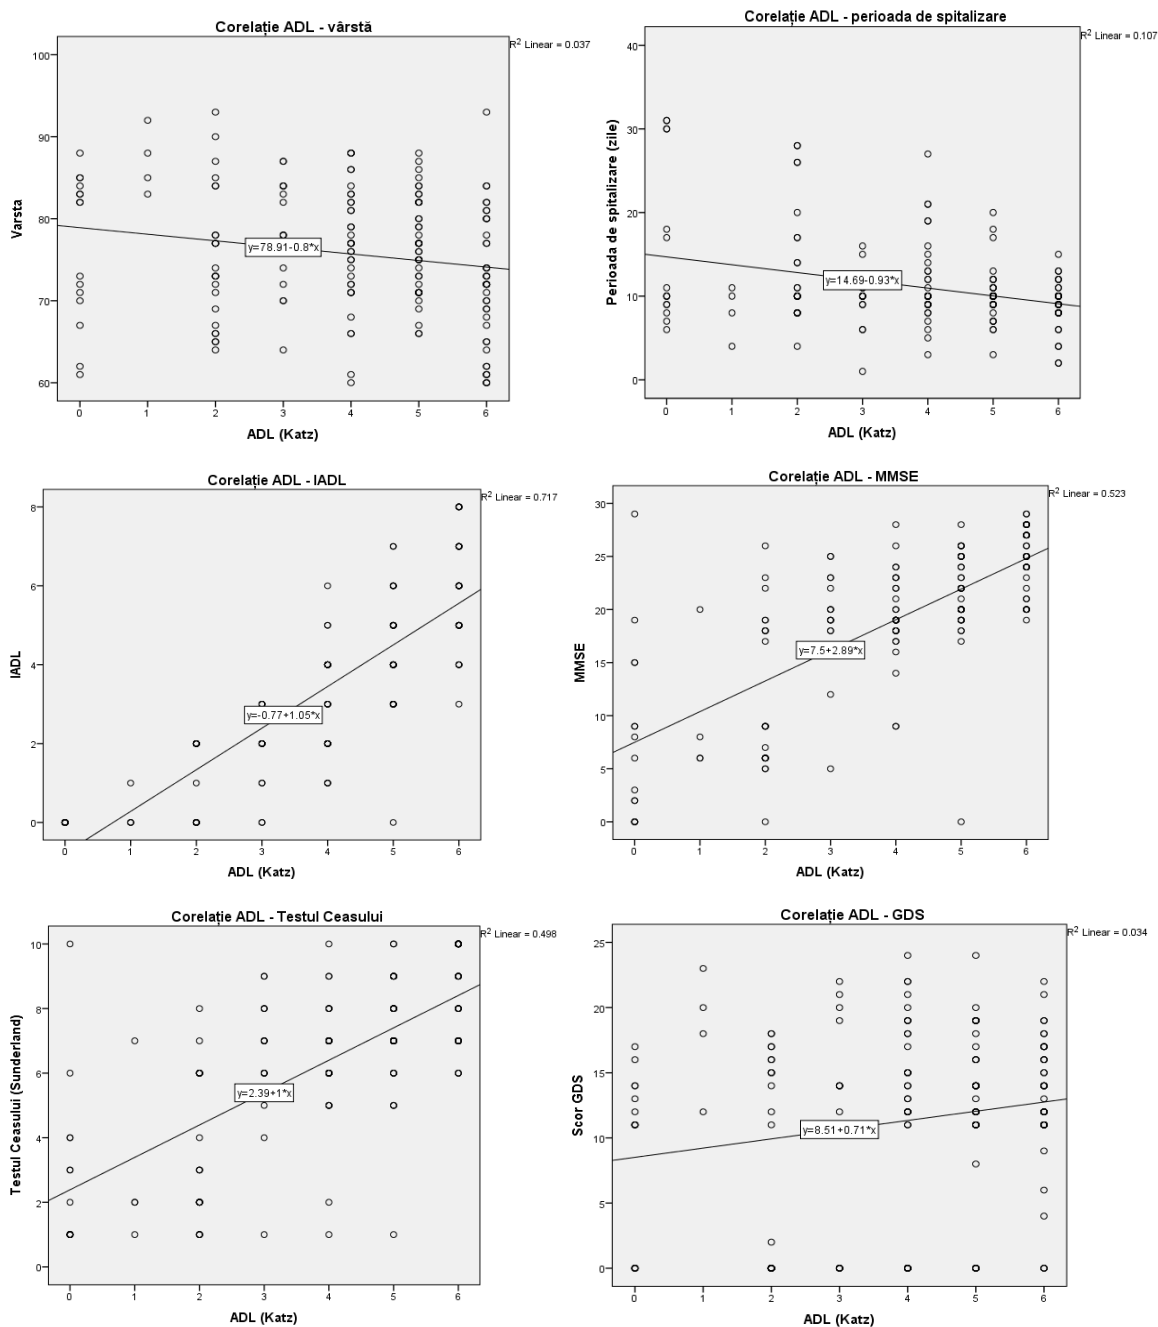 Corelație ADL - vârstă
R² Linear = 0.037
100
90
80
70
60
Varsta
y=78.91-0.8*x
0 1 2 3 4 5 6
ADL (Katz)
Corelație ADL - perioada de spitalizare
R² Linear = 0.107
40
30
20
10
0
Perioada de spitalizare (zile)
y=14.69-0.93*x
0 1 2 3 4 5 6
ADL (Katz)
Corelație ADL - IADL
R² Linear = 0.717
8
6
4
2
0
IADL
y=-0.77+1.05*x
0 1 2 3 4 5 6
ADL (Katz)
Corelație ADL - MMSE
R² Linear = 0.523
30
25
20
15
10
5
0
MMSE
y=7.5+2.89*x
0 1 2 3 4 5 6
ADL (Katz)
Corelație ADL - Testul Ceasului
R² Linear = 0.498
10
8
6
4
2
0
Testul Ceasului (Sunderland)
y=2.39+1*x
0 1 2 3 4 5 6
ADL (Katz)
Corelație ADL - GDS
R² Linear = 0.034
25
20
15
10
5
0
Scor GDS
y=8.51+0.71*x
0 1 2 3 4 5 6
ADL (Katz)